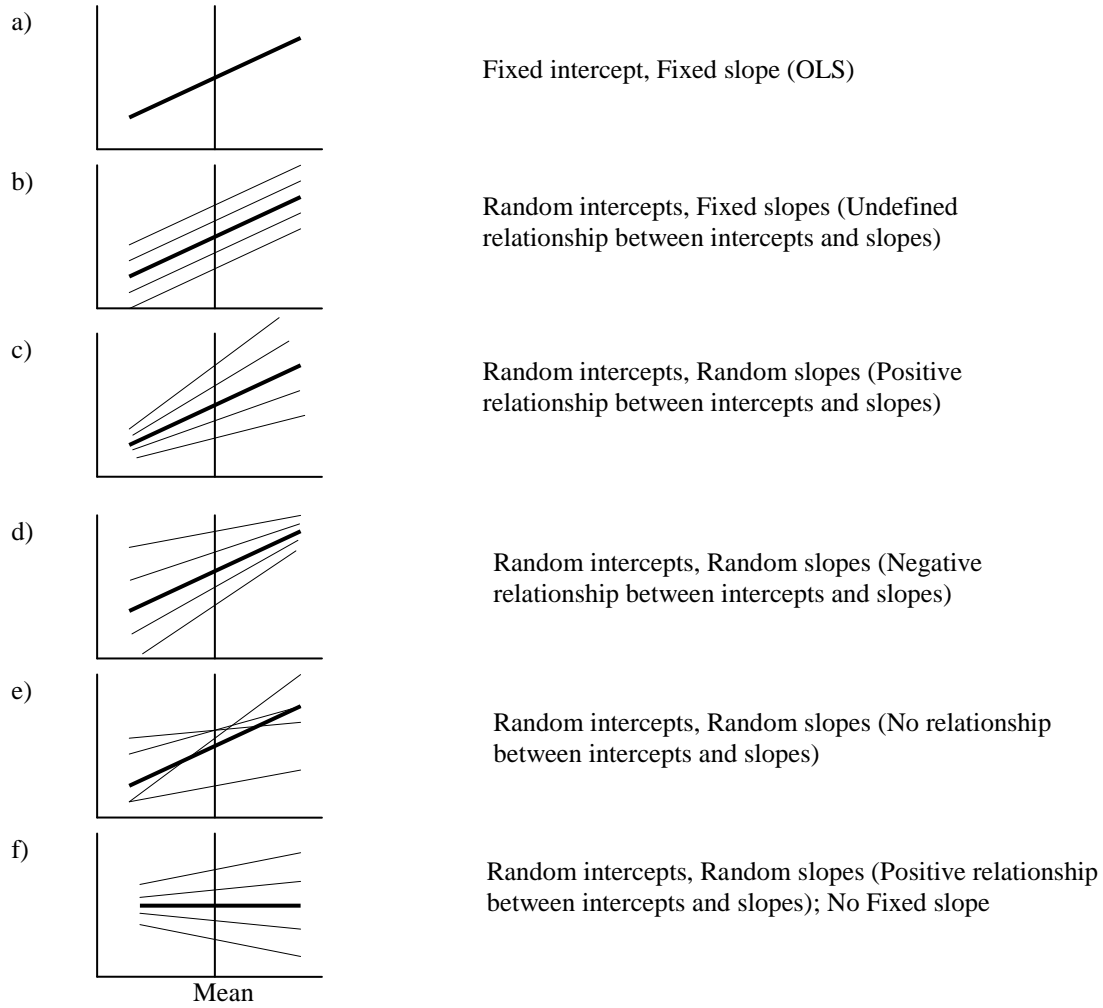 a)
Fixed intercept, Fixed slope (OLS)
b)
Random intercepts, Fixed slopes (Undefined
relationship between intercepts and slopes)
c)
Random intercepts, Random slopes (Positive
relationship between intercepts and slopes)
d)
Random intercepts, Random slopes (Negative
relationship between intercepts and slopes)
e)
Random intercepts, Random slopes (No relationship
between intercepts and slopes)
f)
Random intercepts, Random slopes (Positive relationship
between intercepts and slopes); No Fixed slope
Mean